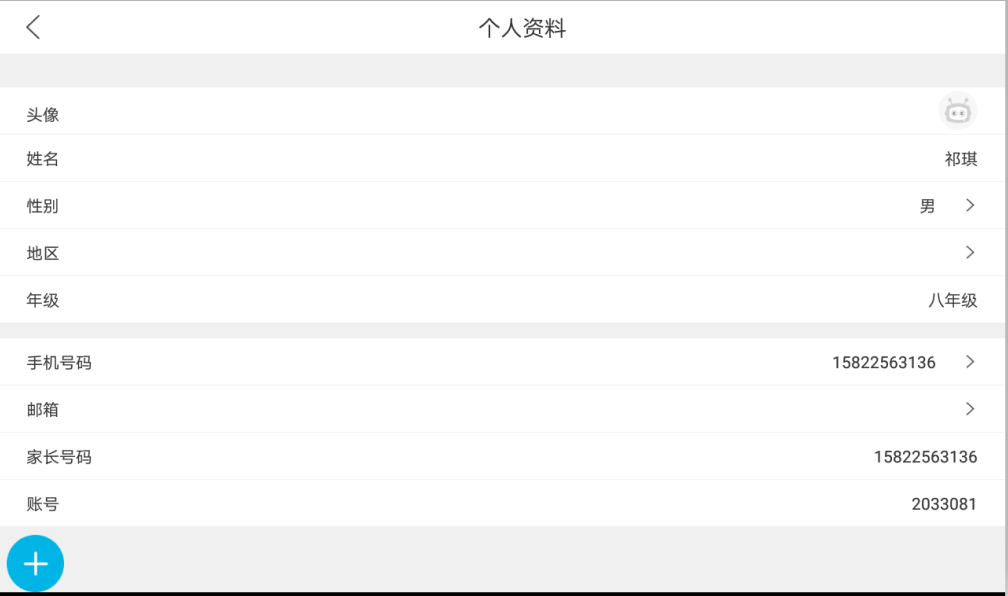 个人资料
头像
姓名 祁琪
性别 男
地区
年级 八年级
手机号码 15822563136
邮箱
家长号码 15822563136
账号 2033081